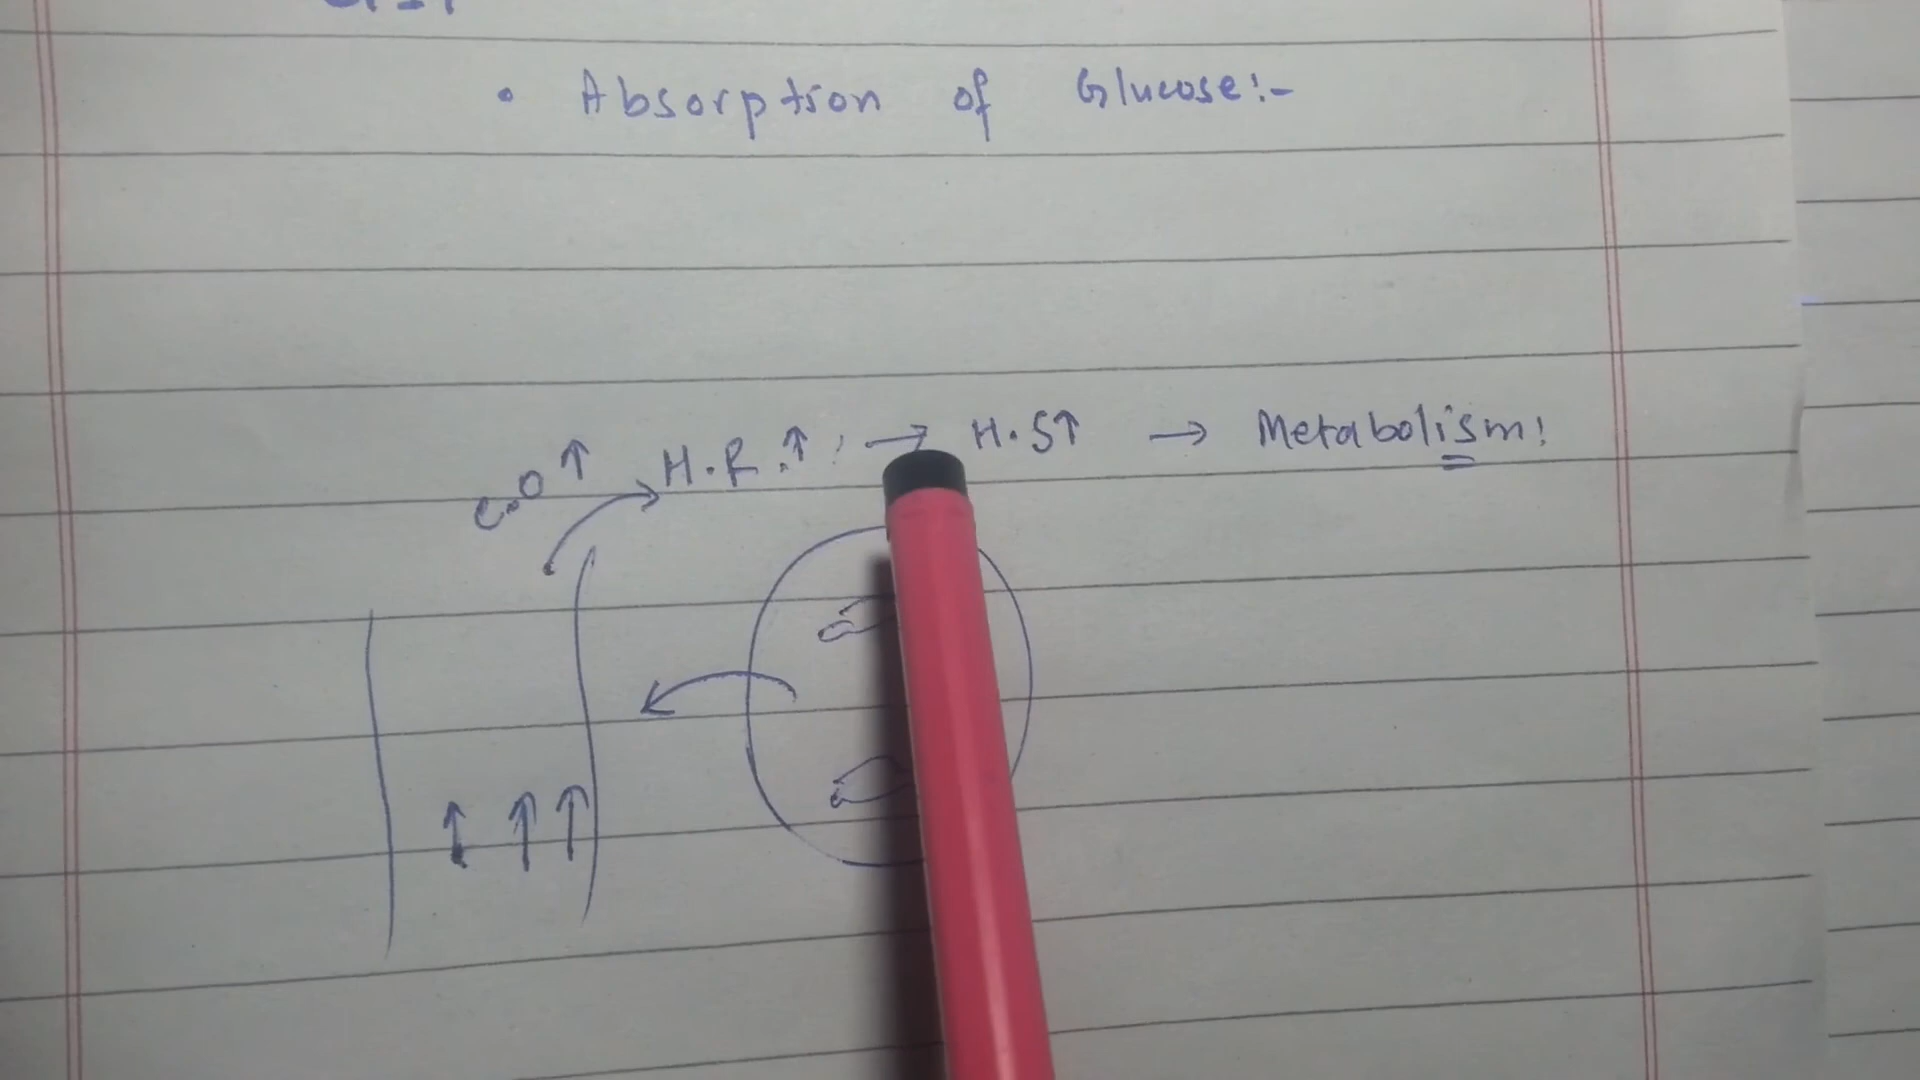 • Absorption of Glucose:-
C.O ↑ H.R.↑ → H.S↑ → Metabolism!
↑ ↑ ↑